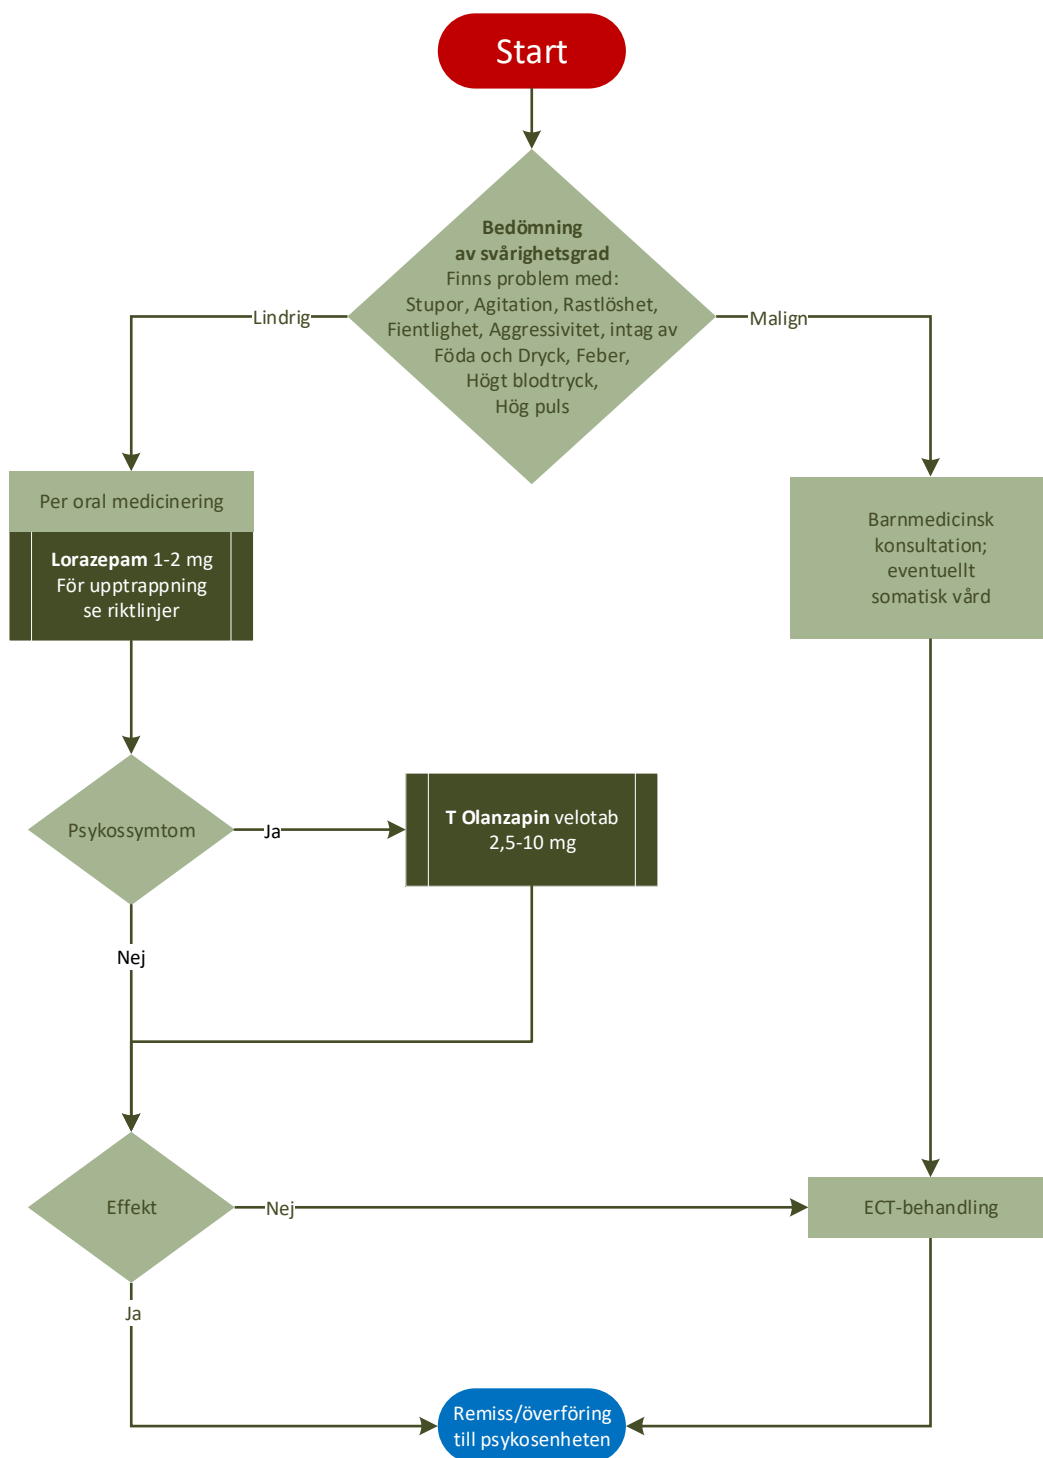 Start
Bedömning
av svårighetsgrad
Finns problem med:
Stupor, Agitation, Rastlöshet,
Fientlighet, Aggressivitet, intag av
Föda och Dryck, Feber,
Högt blodtryck,
Hög puls
Lindrig
Malign
Per oral medicinering
Lorazepam 1-2 mg
För upptrappning
se riktlinjer
Barnmedicinsk
konsultation;
eventuellt
somatisk vård
Psykossymtom
Ja
T Olanzapin velotab
2,5-10 mg
Nej
Effekt
Nej
ECT-behandling
Ja
Remiss/överföring
till psykosenheten